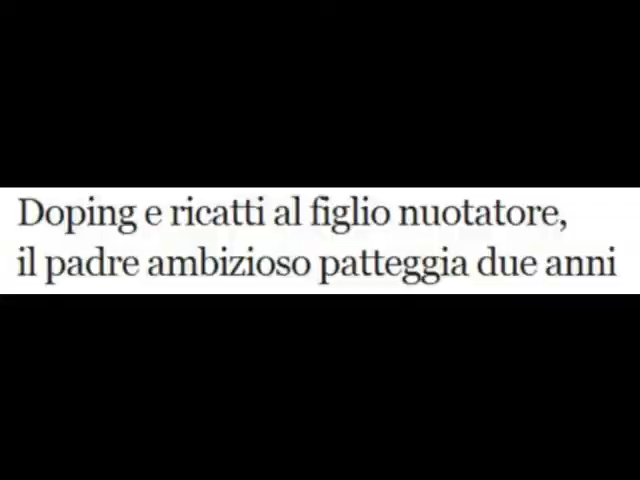 Doping e ricatti al figlio nuotatore,
il padre ambizioso patteggia due anni